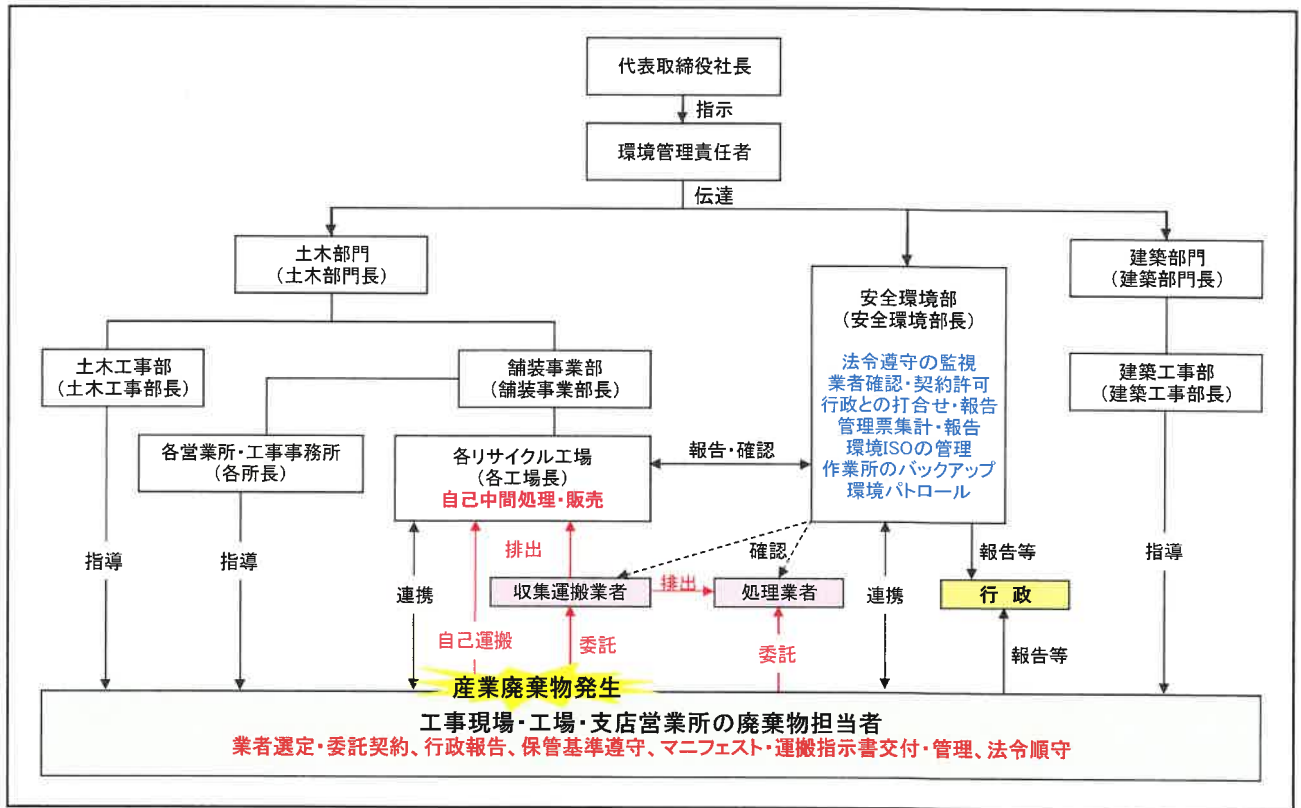 代表取締役社長
指示
環境管理責任者
伝達
土木部門
(土木部門長)
安全環境部
(安全環境部長)
法令遵守の監視
業者確認・契約許可
行政との打合せ・報告
管理票集計・報告
環境ISOの管理
作業所のバックアップ
環境パトロール
建築部門
(建築部門長)
土木工事部
(土木工事部長)
舗装事業部
(舗装事業部長)
建築工事部
(建築工事部長)
各営業所・工事事務所
(各所長)
各リサイクル工場
(各工場長)
自己中間処理・販売
報告・確認
指導
指導
連携
排出
確認
連携
報告等
指導
収集運搬業者
排出
処理業者
行 政
自己運搬
委託
委託
報告等
産業廃棄物発生
工事現場・工場・支店営業所の廃棄物担当者
業者選定・委託契約、行政報告、保管基準遵守、マニフェスト・運搬指示書交付・管理、法令順守